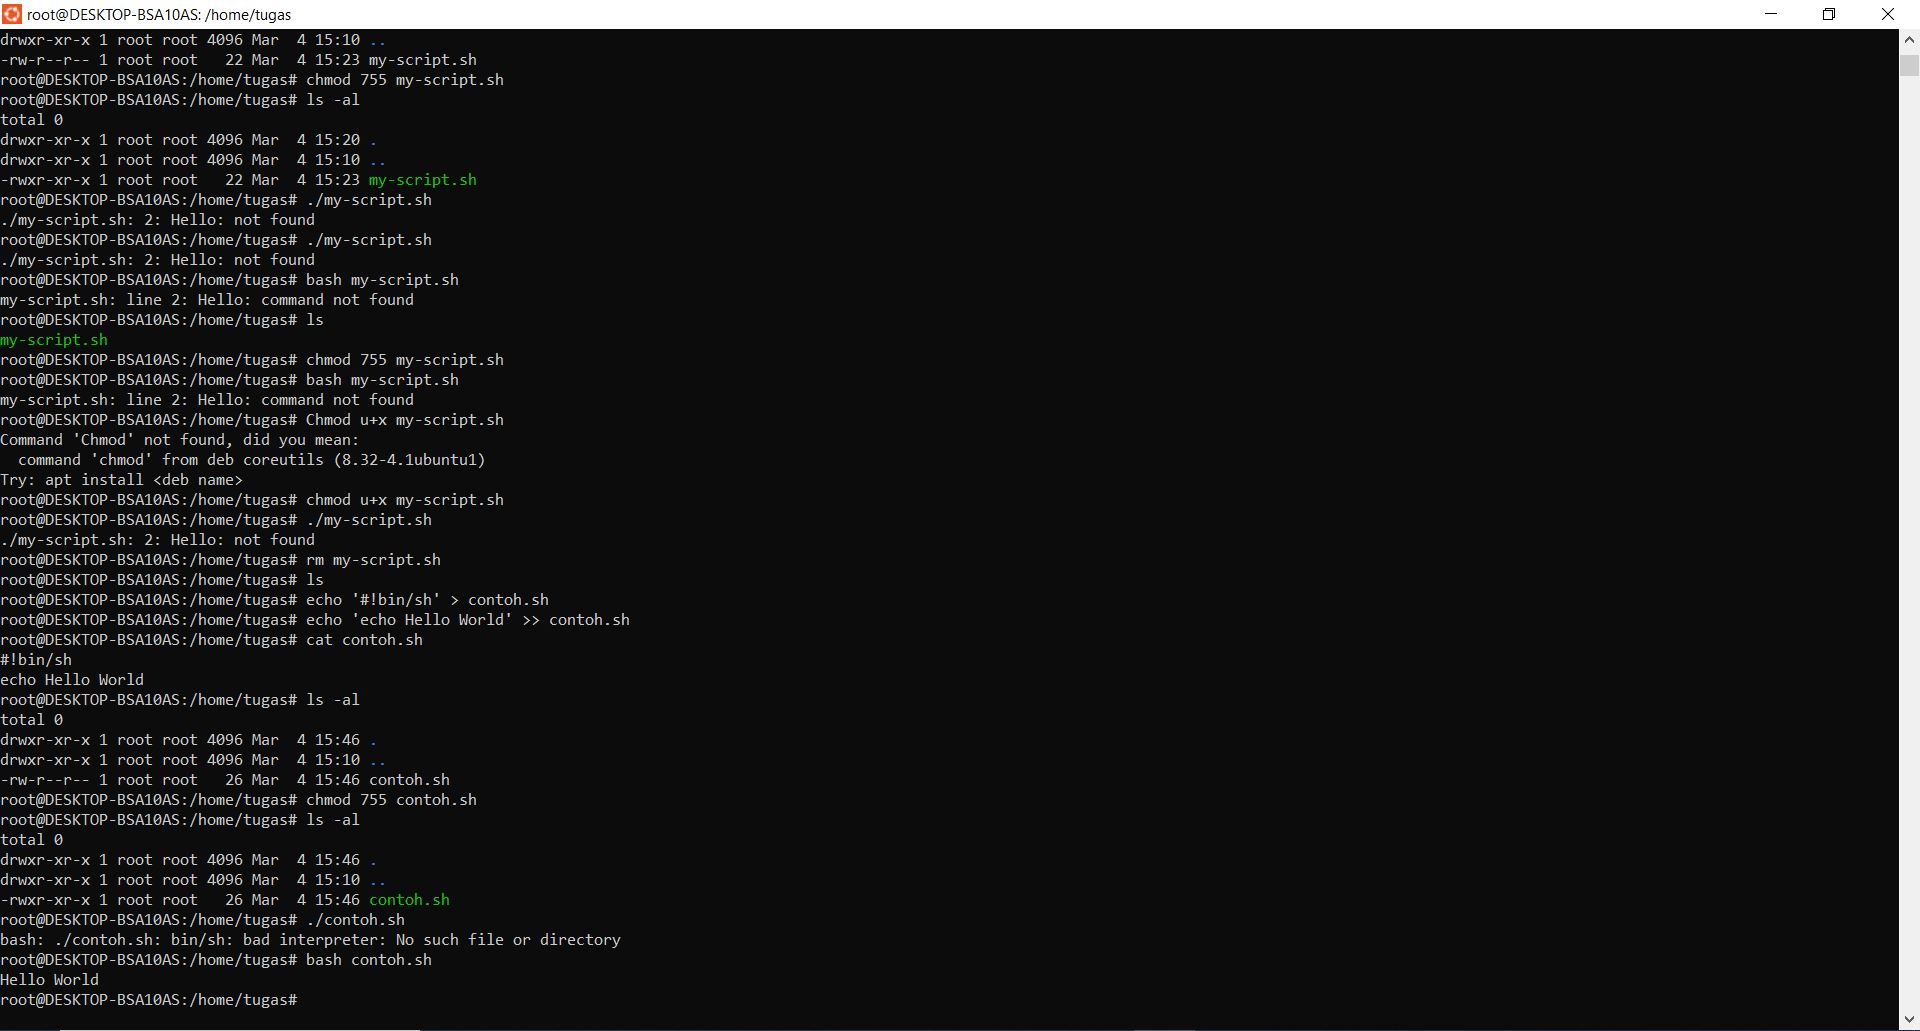 root@DESKTOP-BSA10AS: /home/tugas
drwxr-xr-x 1 root root 4096 Mar  4 15:10 ..
-rw-r--r-- 1 root root   22 Mar  4 15:23 my-script.sh
root@DESKTOP-BSA10AS:/home/tugas# chmod 755 my-script.sh
root@DESKTOP-BSA10AS:/home/tugas# ls -al
total 0
drwxr-xr-x 1 root root 4096 Mar  4 15:20 .
drwxr-xr-x 1 root root 4096 Mar  4 15:10 ..
-rwxr-xr-x 1 root root   22 Mar  4 15:23 my-script.sh
root@DESKTOP-BSA10AS:/home/tugas# ./my-script.sh
./my-script.sh: 2: Hello: not found
root@DESKTOP-BSA10AS:/home/tugas# ./my-script.sh
./my-script.sh: 2: Hello: not found
root@DESKTOP-BSA10AS:/home/tugas# bash my-script.sh
my-script.sh: line 2: Hello: command not found
root@DESKTOP-BSA10AS:/home/tugas# ls
my-script.sh
root@DESKTOP-BSA10AS:/home/tugas# chmod 755 my-script.sh
root@DESKTOP-BSA10AS:/home/tugas# bash my-script.sh
my-script.sh: line 2: Hello: command not found
root@DESKTOP-BSA10AS:/home/tugas# Chmod u+x my-script.sh
Command 'Chmod' not found, did you mean:
  command 'chmod' from deb coreutils (8.32-4.1ubuntu1)
Try: apt install <deb name>
root@DESKTOP-BSA10AS:/home/tugas# chmod u+x my-script.sh
root@DESKTOP-BSA10AS:/home/tugas# ./my-script.sh
./my-script.sh: 2: Hello: not found
root@DESKTOP-BSA10AS:/home/tugas# rm my-script.sh
root@DESKTOP-BSA10AS:/home/tugas# ls
root@DESKTOP-BSA10AS:/home/tugas# echo '#!bin/sh' > contoh.sh
root@DESKTOP-BSA10AS:/home/tugas# echo 'echo Hello World' >> contoh.sh
root@DESKTOP-BSA10AS:/home/tugas# cat contoh.sh
#!bin/sh
echo Hello World
root@DESKTOP-BSA10AS:/home/tugas# ls -al
total 0
drwxr-xr-x 1 root root 4096 Mar  4 15:46 .
drwxr-xr-x 1 root root 4096 Mar  4 15:10 ..
-rw-r--r-- 1 root root   26 Mar  4 15:46 contoh.sh
root@DESKTOP-BSA10AS:/home/tugas# chmod 755 contoh.sh
root@DESKTOP-BSA10AS:/home/tugas# ls -al
total 0
drwxr-xr-x 1 root root 4096 Mar  4 15:46 .
drwxr-xr-x 1 root root 4096 Mar  4 15:10 ..
-rwxr-xr-x 1 root root   26 Mar  4 15:46 contoh.sh
root@DESKTOP-BSA10AS:/home/tugas# ./contoh.sh
bash: ./contoh.sh: bin/sh: bad interpreter: No such file or directory
root@DESKTOP-BSA10AS:/home/tugas# bash contoh.sh
Hello World
root@DESKTOP-BSA10AS:/home/tugas#